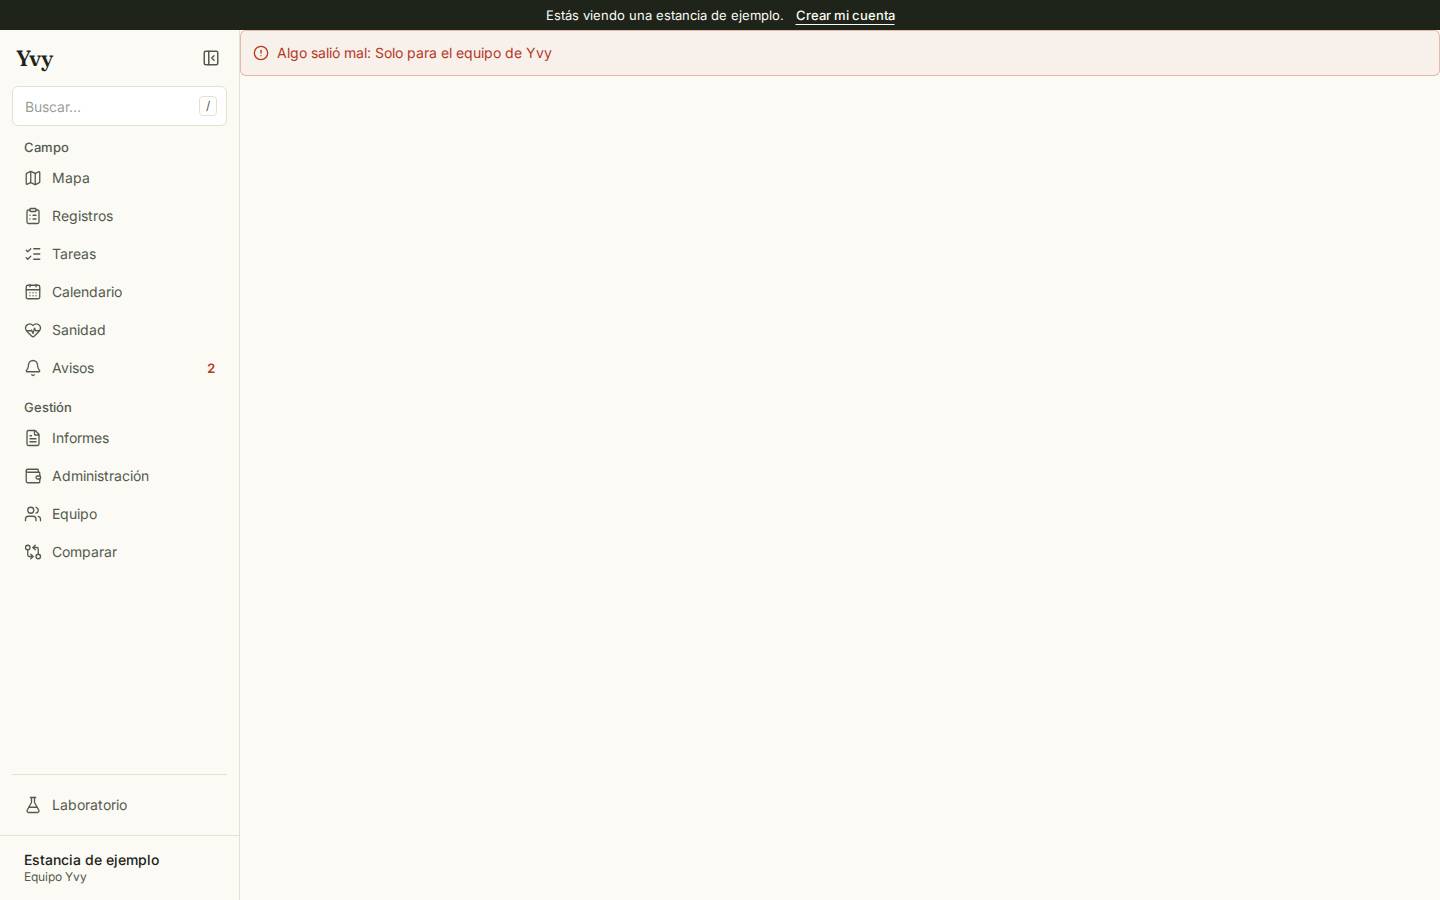 Estás viendo una estancia de ejemplo. Crear mi cuenta
Yvy
Algo salió mal: Solo para el equipo de Yvy
Buscar... /
Campo
Mapa
Registros
Tareas
Calendario
Sanidad
Avisos 2
Gestión
Informes
Administración
Equipo
Comparar
Laboratorio
Estancia de ejemplo
Equipo Yvy